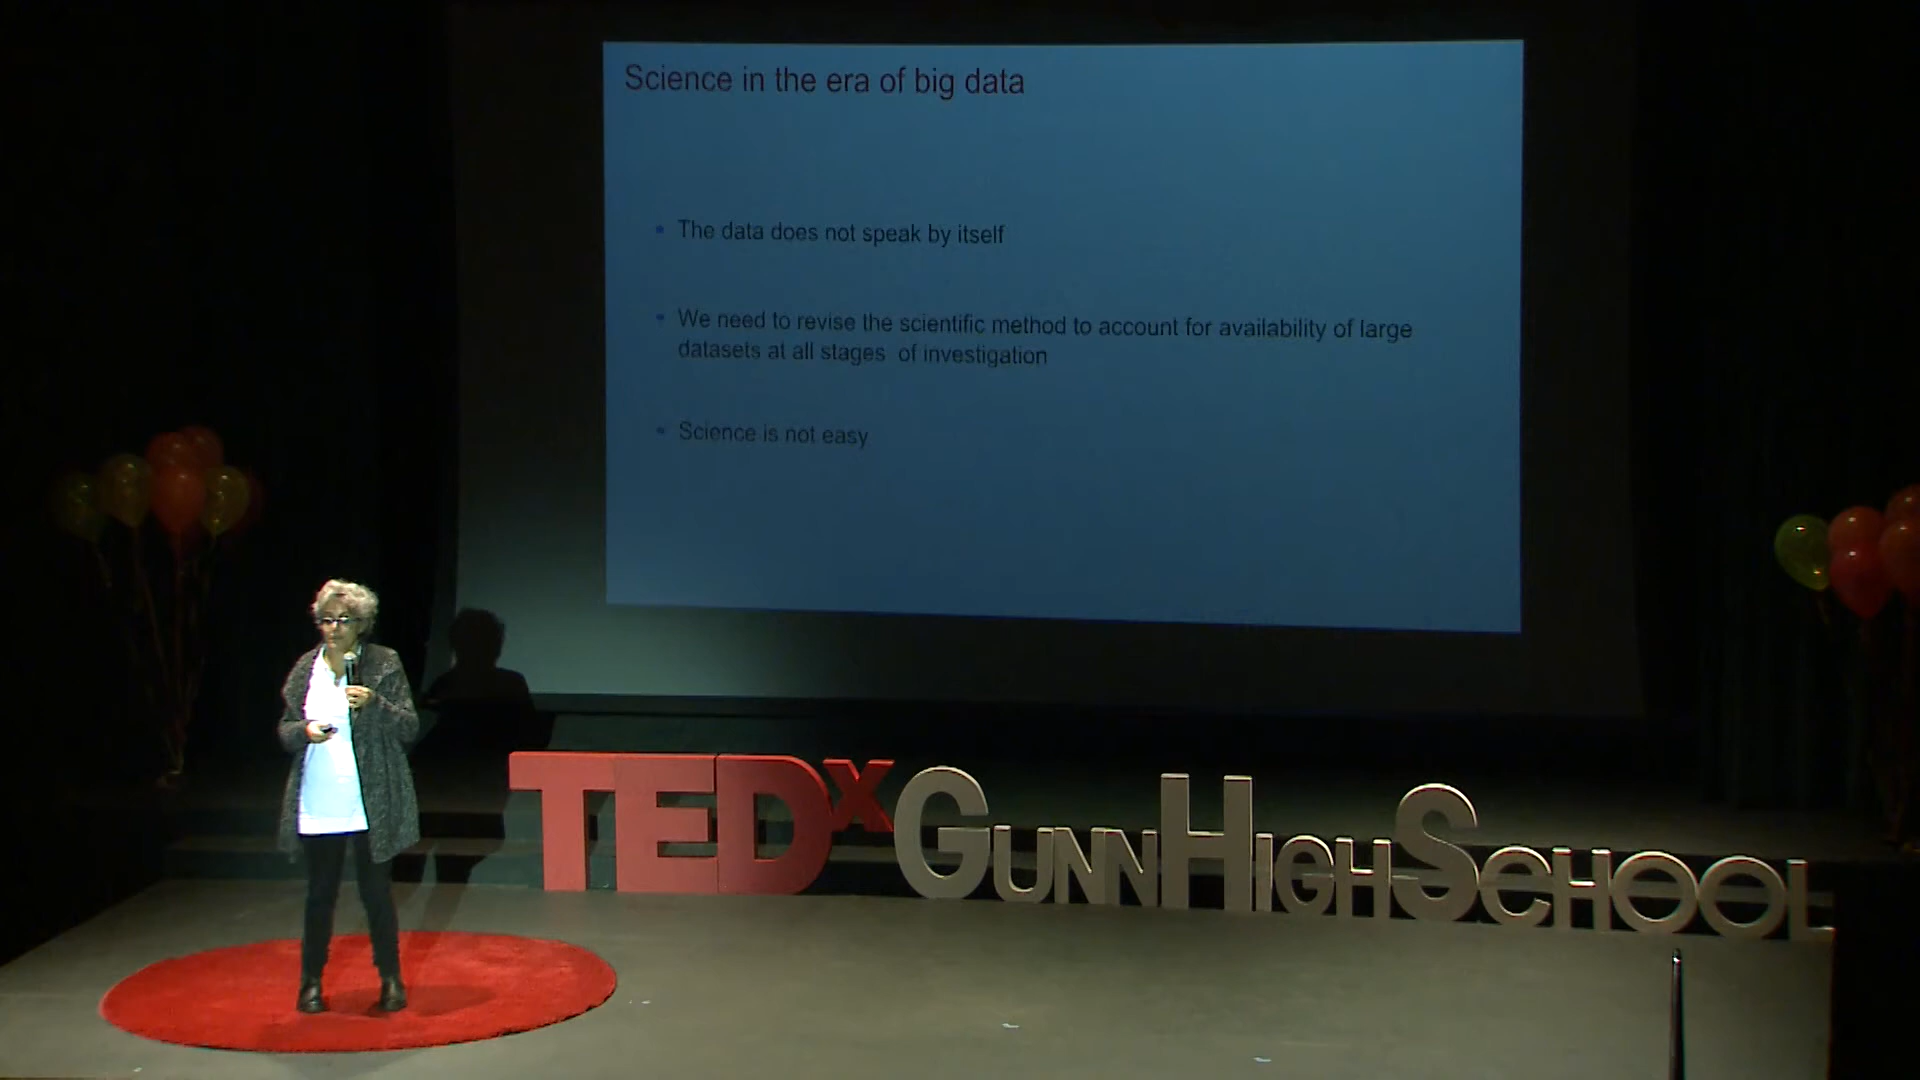 Science in the era of big data
• The data does not speak by itself
• We need to revise the scientific method to account for availability of large
datasets at all stages of investigation
• Science is not easy
TEDxGUNNHIGHSCHOOL